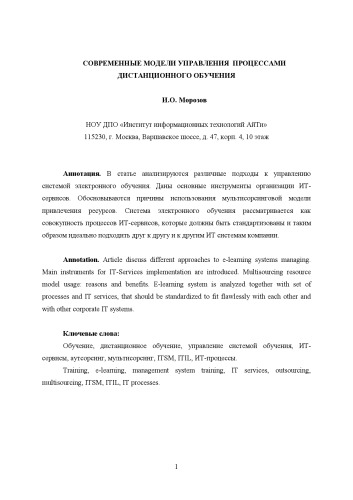 СОВРЕМЕННЫЕ МОДЕЛИ УПРАВЛЕНИЯ ПРОЦЕССАМИ
ДИСТАНЦИОННОГО ОБУЧЕНИЯ
И.О. Морозов
НОУ ДПО «Институт информационных технологий АйТи»
115230, г. Москва, Варшавское шоссе, д. 47, корп. 4, 10 этаж
Аннотация. В статье анализируются различные подходы к управлению
системой электронного обучения. Даны основные инструменты организации ИТ-
сервисов. Обосновываются причины использования мультисорсинговой модели
привлечения ресурсов. Система электронного обучения рассматривается как
совокупность процессов ИТ-сервисов, которые должны быть стандартизованы и таким
образом идеально подходить друг к другу и к другим ИТ системам компании.
Annotation. Article discuss different approaches to e-learning systems managing.
Main instruments for IT-Services implementation are introduced. Multisourcing resource
model usage: reasons and benefits. E-learning system is analyzed together with set of
processes and IT services, that should be standardized to fit flawlessly with each other and
with other corporate IT systems.
Ключевые слова:
Обучение, дистанционное обучение, управление системой обучения, ИТ-
сервисы, аутсорсинг, мультисорсинг, ITSM, ITIL, ИТ-процессы.
Training, e-learning, management system training, IT services, outsourcing,
multisourcing, ITSM, ITIL, IT processes.
1